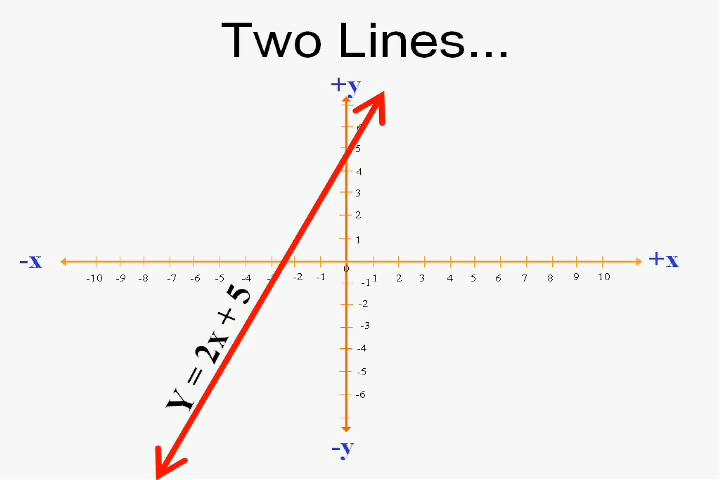 Two Lines...
+y
6
5
4
3
2
1
-x
-10 -9 -8 -7 -6 -5 -4 -3 -2 -1 0 1 2 3 4 5 6 7 8 9 10
+x
-1
-2
-3
-4
-5
-6
-y
Y = 2x + 5